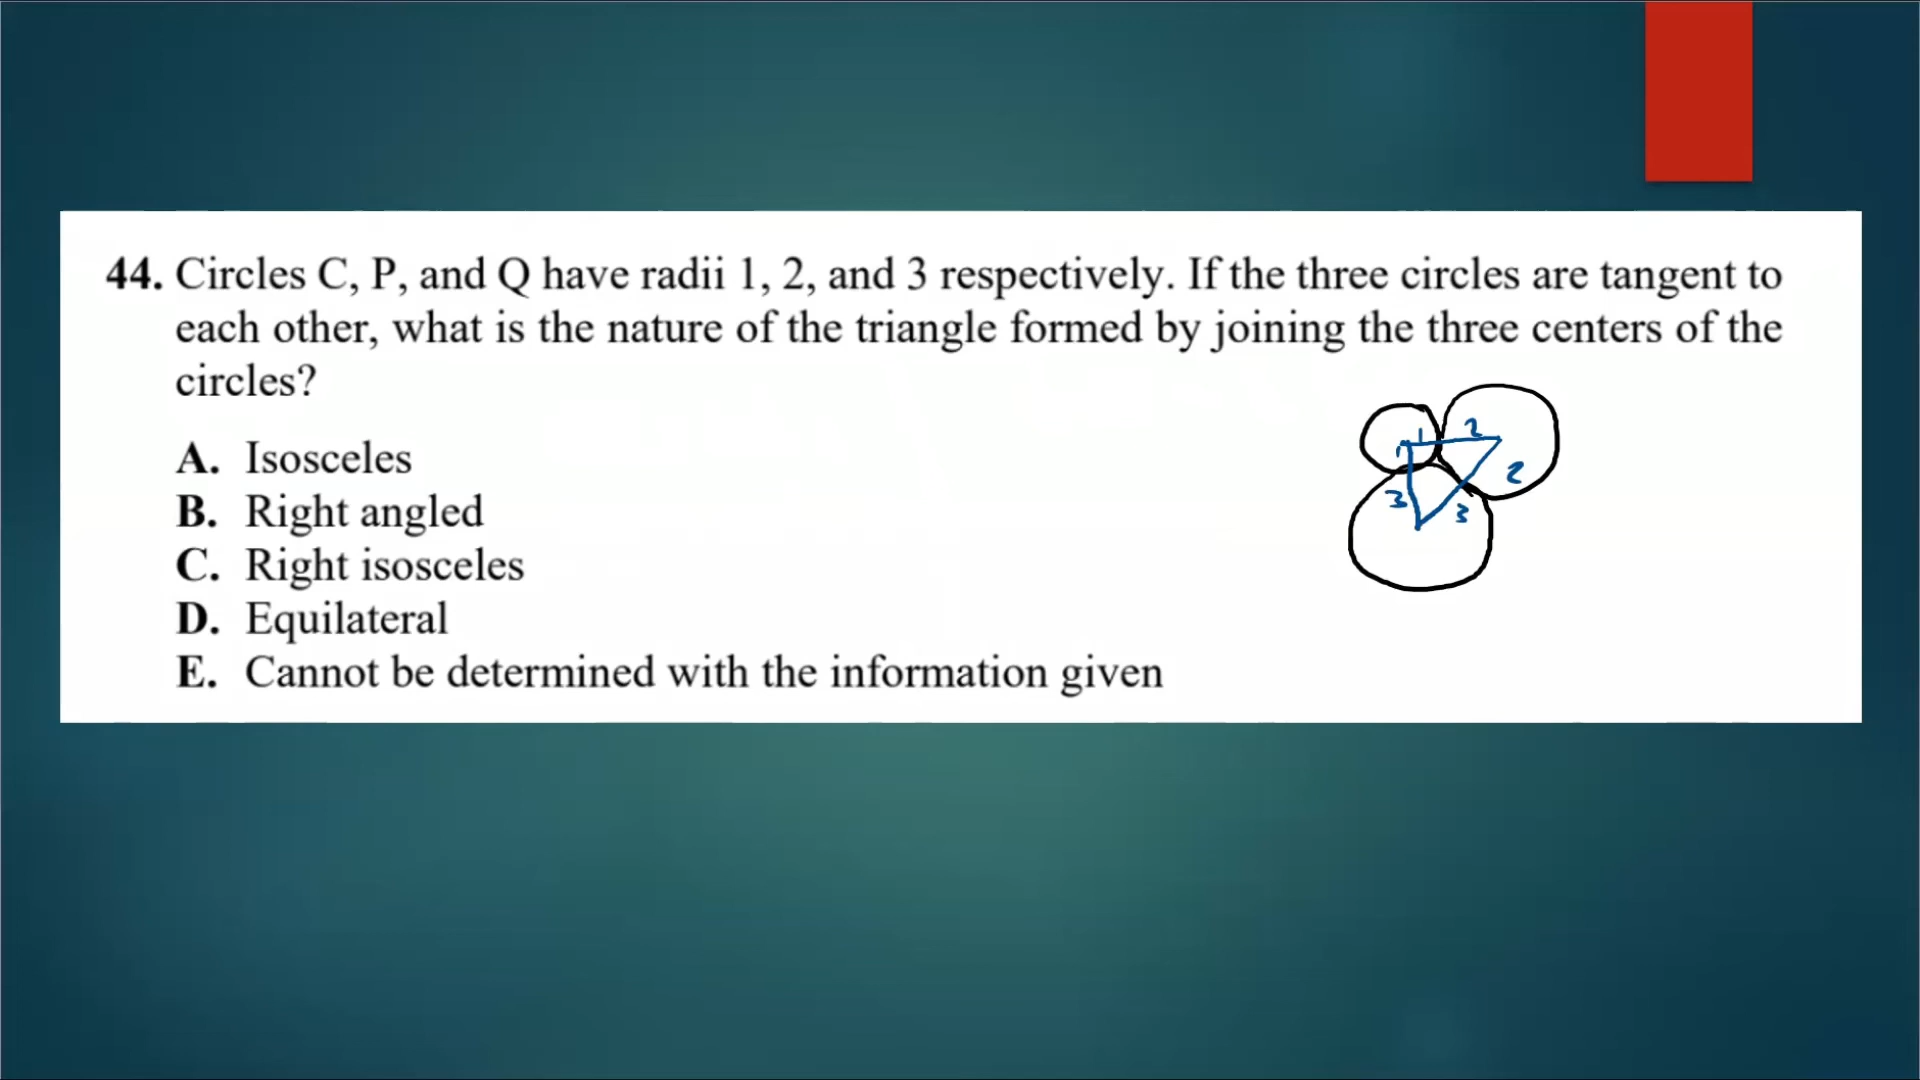 44. Circles C, P, and Q have radii 1, 2, and 3 respectively. If the three circles are tangent to
each other, what is the nature of the triangle formed by joining the three centers of the
circles?
A. Isosceles
B. Right angled
C. Right isosceles
D. Equilateral
E. Cannot be determined with the information given
1 2
1 2
3 3